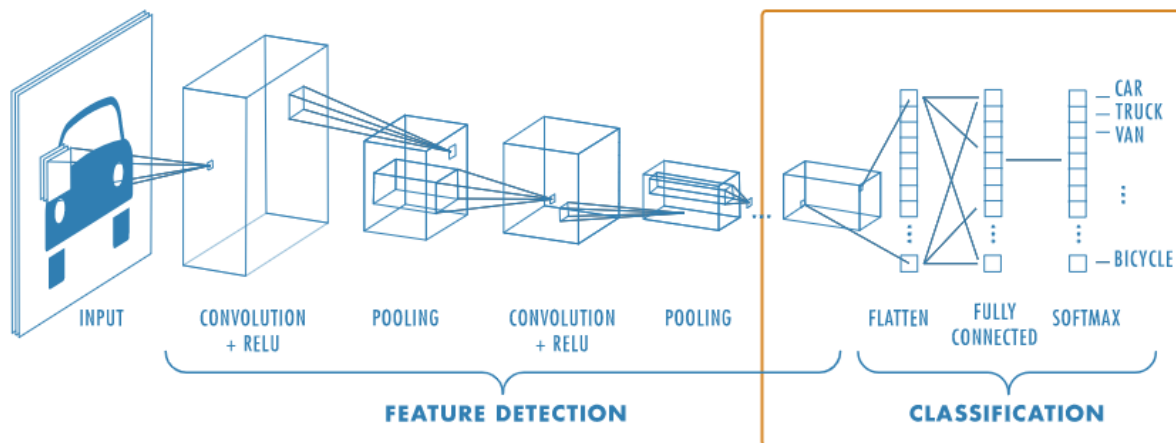 CAR
TRUCK
VAN
...
BICYCLE
INPUT
CONVOLUTION
+ RELU
POOLING
CONVOLUTION
+ RELU
POOLING
...
FLATTEN
FULLY
CONNECTED
SOFTMAX
FEATURE DETECTION
CLASSIFICATION